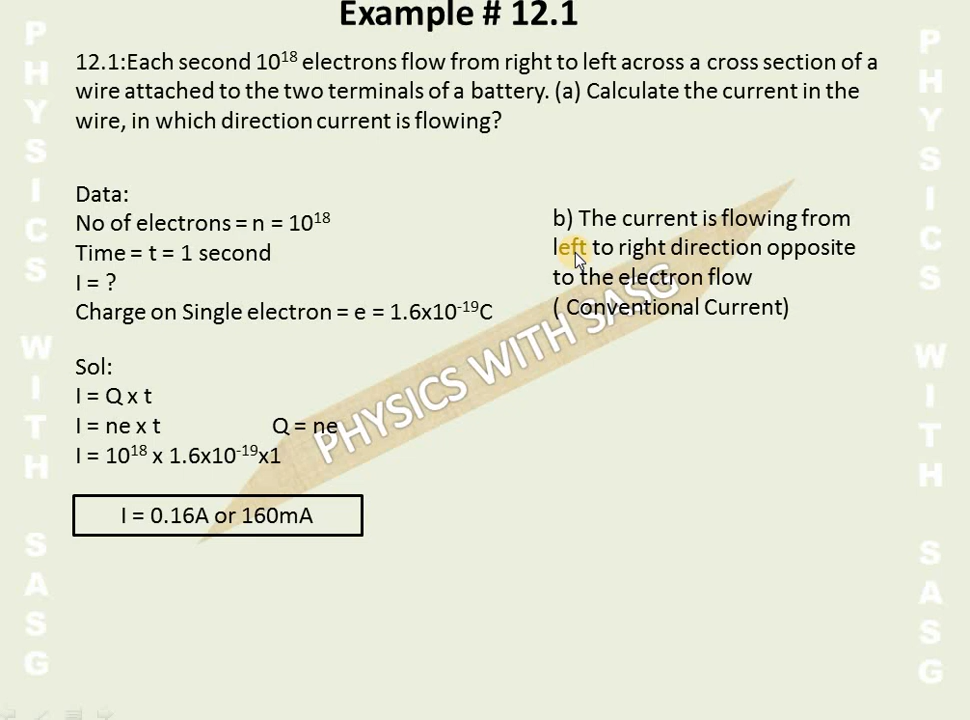 Example # 12.1
12.1:Each second 10¹⁸ electrons flow from right to left across a cross section of a
wire attached to the two terminals of a battery. (a) Calculate the current in the
wire, in which direction current is flowing?
Data:
No of electrons = n = 10¹⁸
Time = t = 1 second
I = ?
Charge on Single electron = e = 1.6x10⁻¹⁹C
b) The current is flowing from
left to right direction opposite
to the electron flow
( Conventional Current)
Sol:
I = Q x t
I = ne x t Q = ne
I = 10¹⁸ x 1.6x10⁻¹⁹x1
I = 0.16A or 160mA
PHYSICS WITH SASG
PHYSICS WITH SASG
PHYSICS WITH SASG